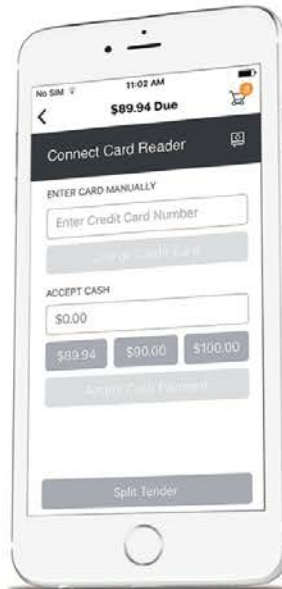 No SIM 11:02 AM
$89.94 Due
Connect Card Reader
ENTER CARD MANUALLY
Enter Credit Card Number
Charge Credit Card
ACCEPT CASH
$0.00
$89.94 $90.00 $100.00
Accept Cash Payment
Split Tender